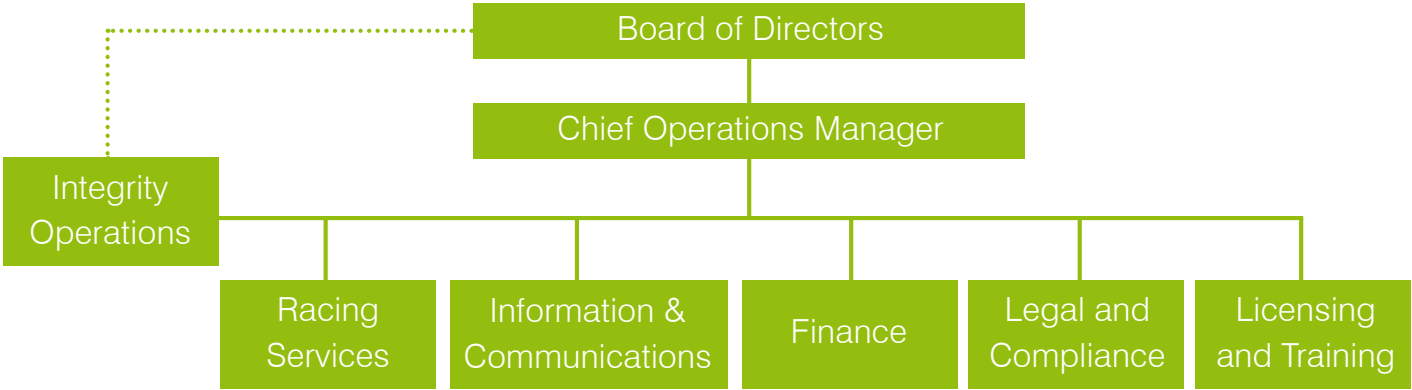 Board of Directors
Chief Operations Manager
Integrity
Operations
Racing
Services
Information &
Communications
Finance
Legal and
Compliance
Licensing
and Training